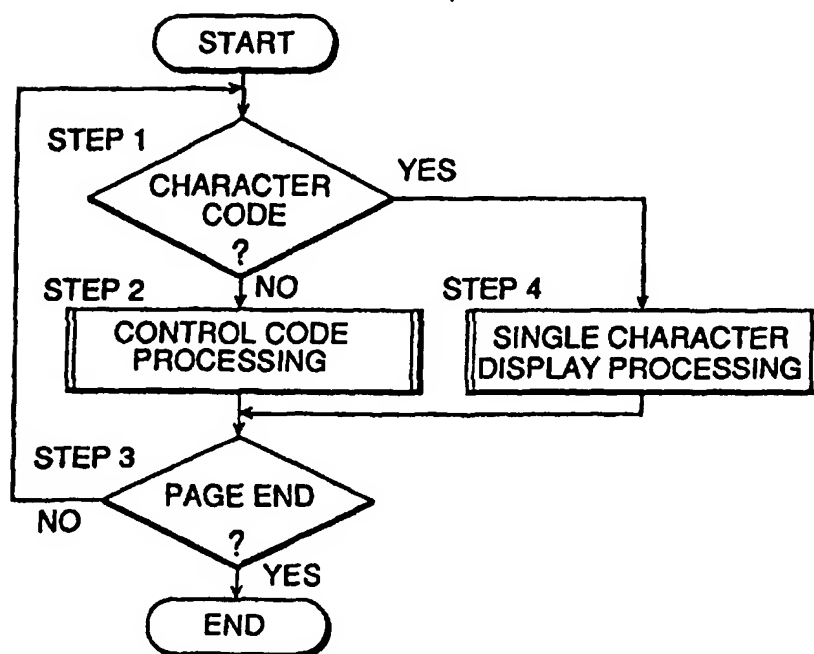 START
STEP 1
CHARACTER
CODE
?
YES
NO
STEP 2
CONTROL CODE
PROCESSING
STEP 4
SINGLE CHARACTER
DISPLAY PROCESSING
STEP 3
PAGE END
?
NO
YES
END